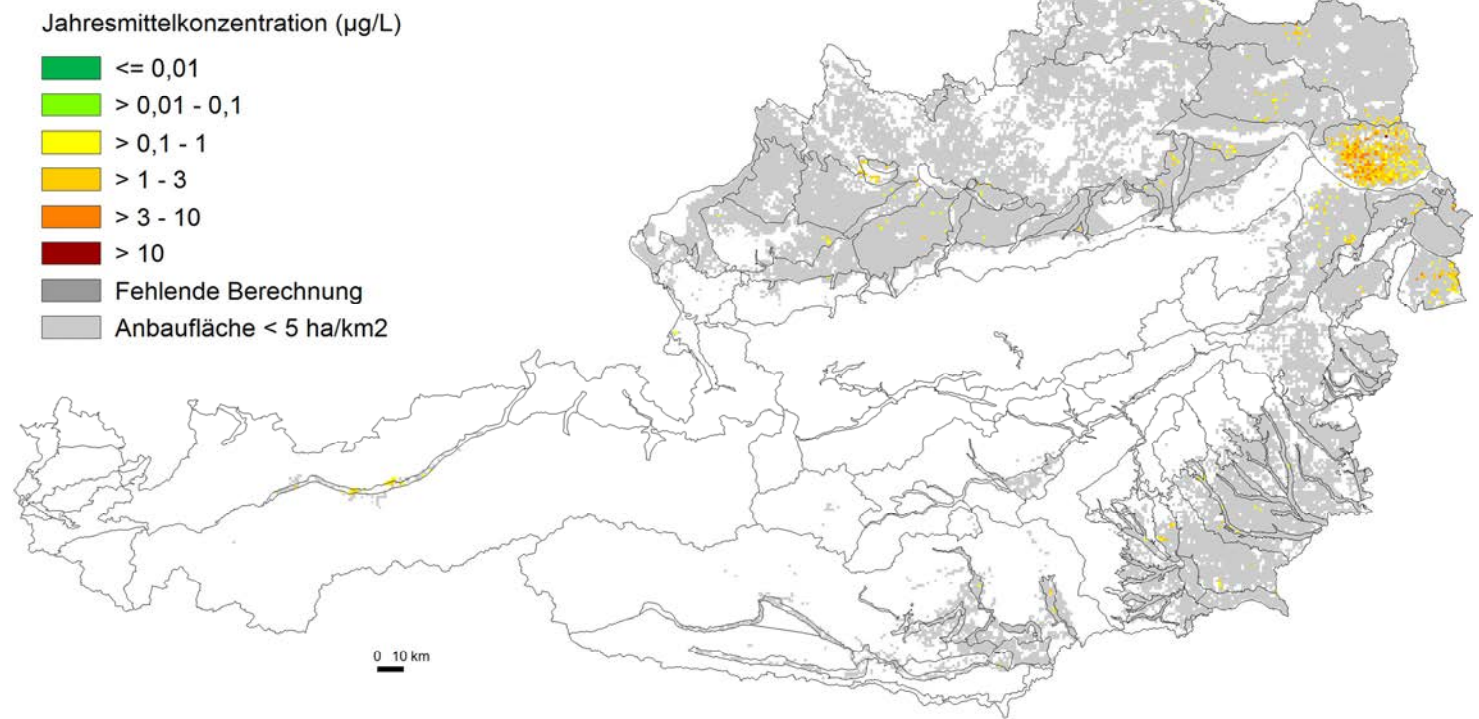 Jahresmittelkonzentration (µg/L)
<= 0,01
> 0,01 - 0,1
> 0,1 - 1
> 1 - 3
> 3 - 10
> 10
Fehlende Berechnung
Anbaufläche < 5 ha/km2
0 10 km